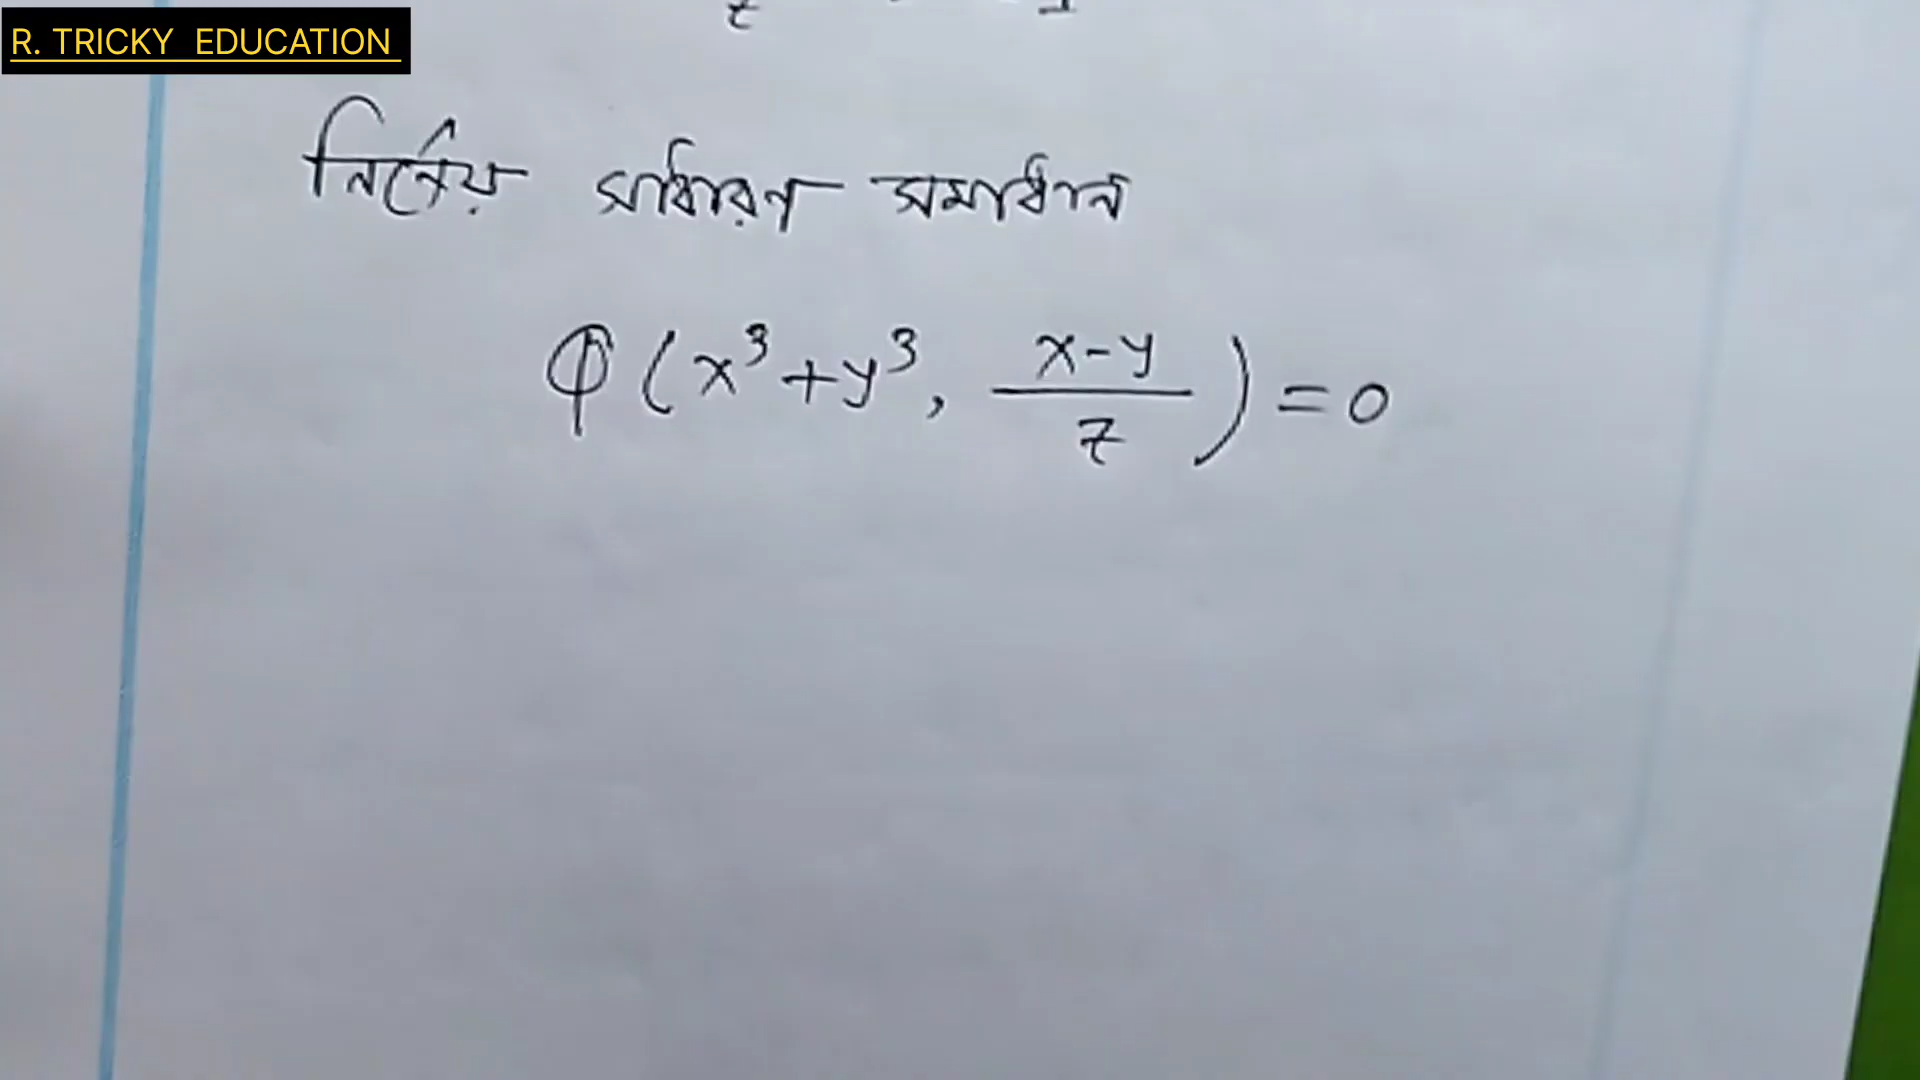 R. TRICKY EDUCATION
নির্ণেয় সাধারণ সমাধান
Φ(x³+y³, (x-y)/z) = 0